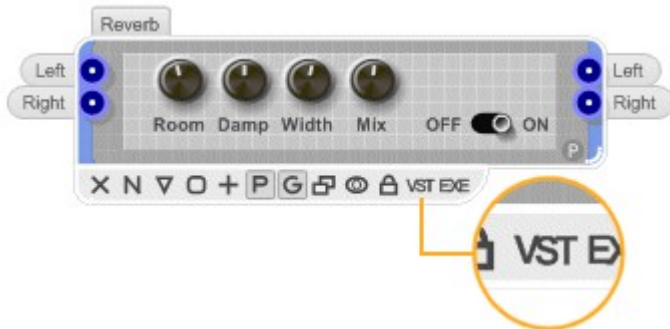 Reverb
Left
Right
Left
Right
Room Damp Width Mix
OFF ON
P
N P G VST EXE
VST EX